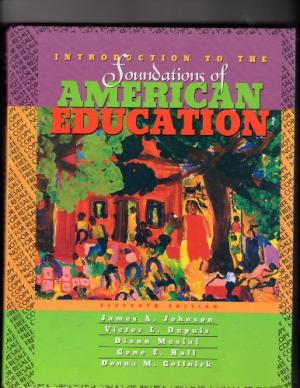 INTRODUCTION TO THE
Foundations of
AMERICAN
EDUCATION
ELEVENTH EDITION
James A. Johnson
Victor L. Dupuis
Diann Musial
Gene E. Hall
Donna M. Gollnick